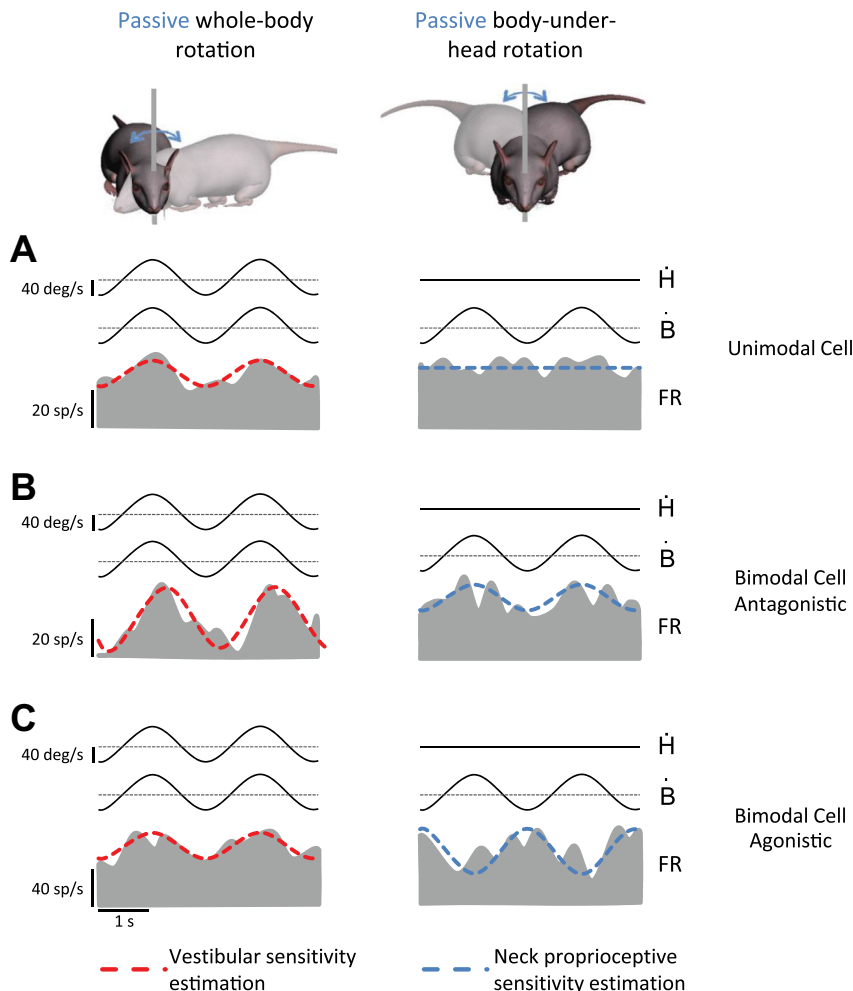 Passive whole-body
rotation
Passive body-under-
head rotation
A
40 deg/s
20 sp/s
Ḣ
Ḃ
FR
Unimodal Cell
B
40 deg/s
20 sp/s
Ḣ
Ḃ
FR
Bimodal Cell
Antagonistic
C
40 deg/s
40 sp/s
1 s
Ḣ
Ḃ
FR
Bimodal Cell
Agonistic
Vestibular sensitivity
estimation
Neck proprioceptive
sensitivity estimation